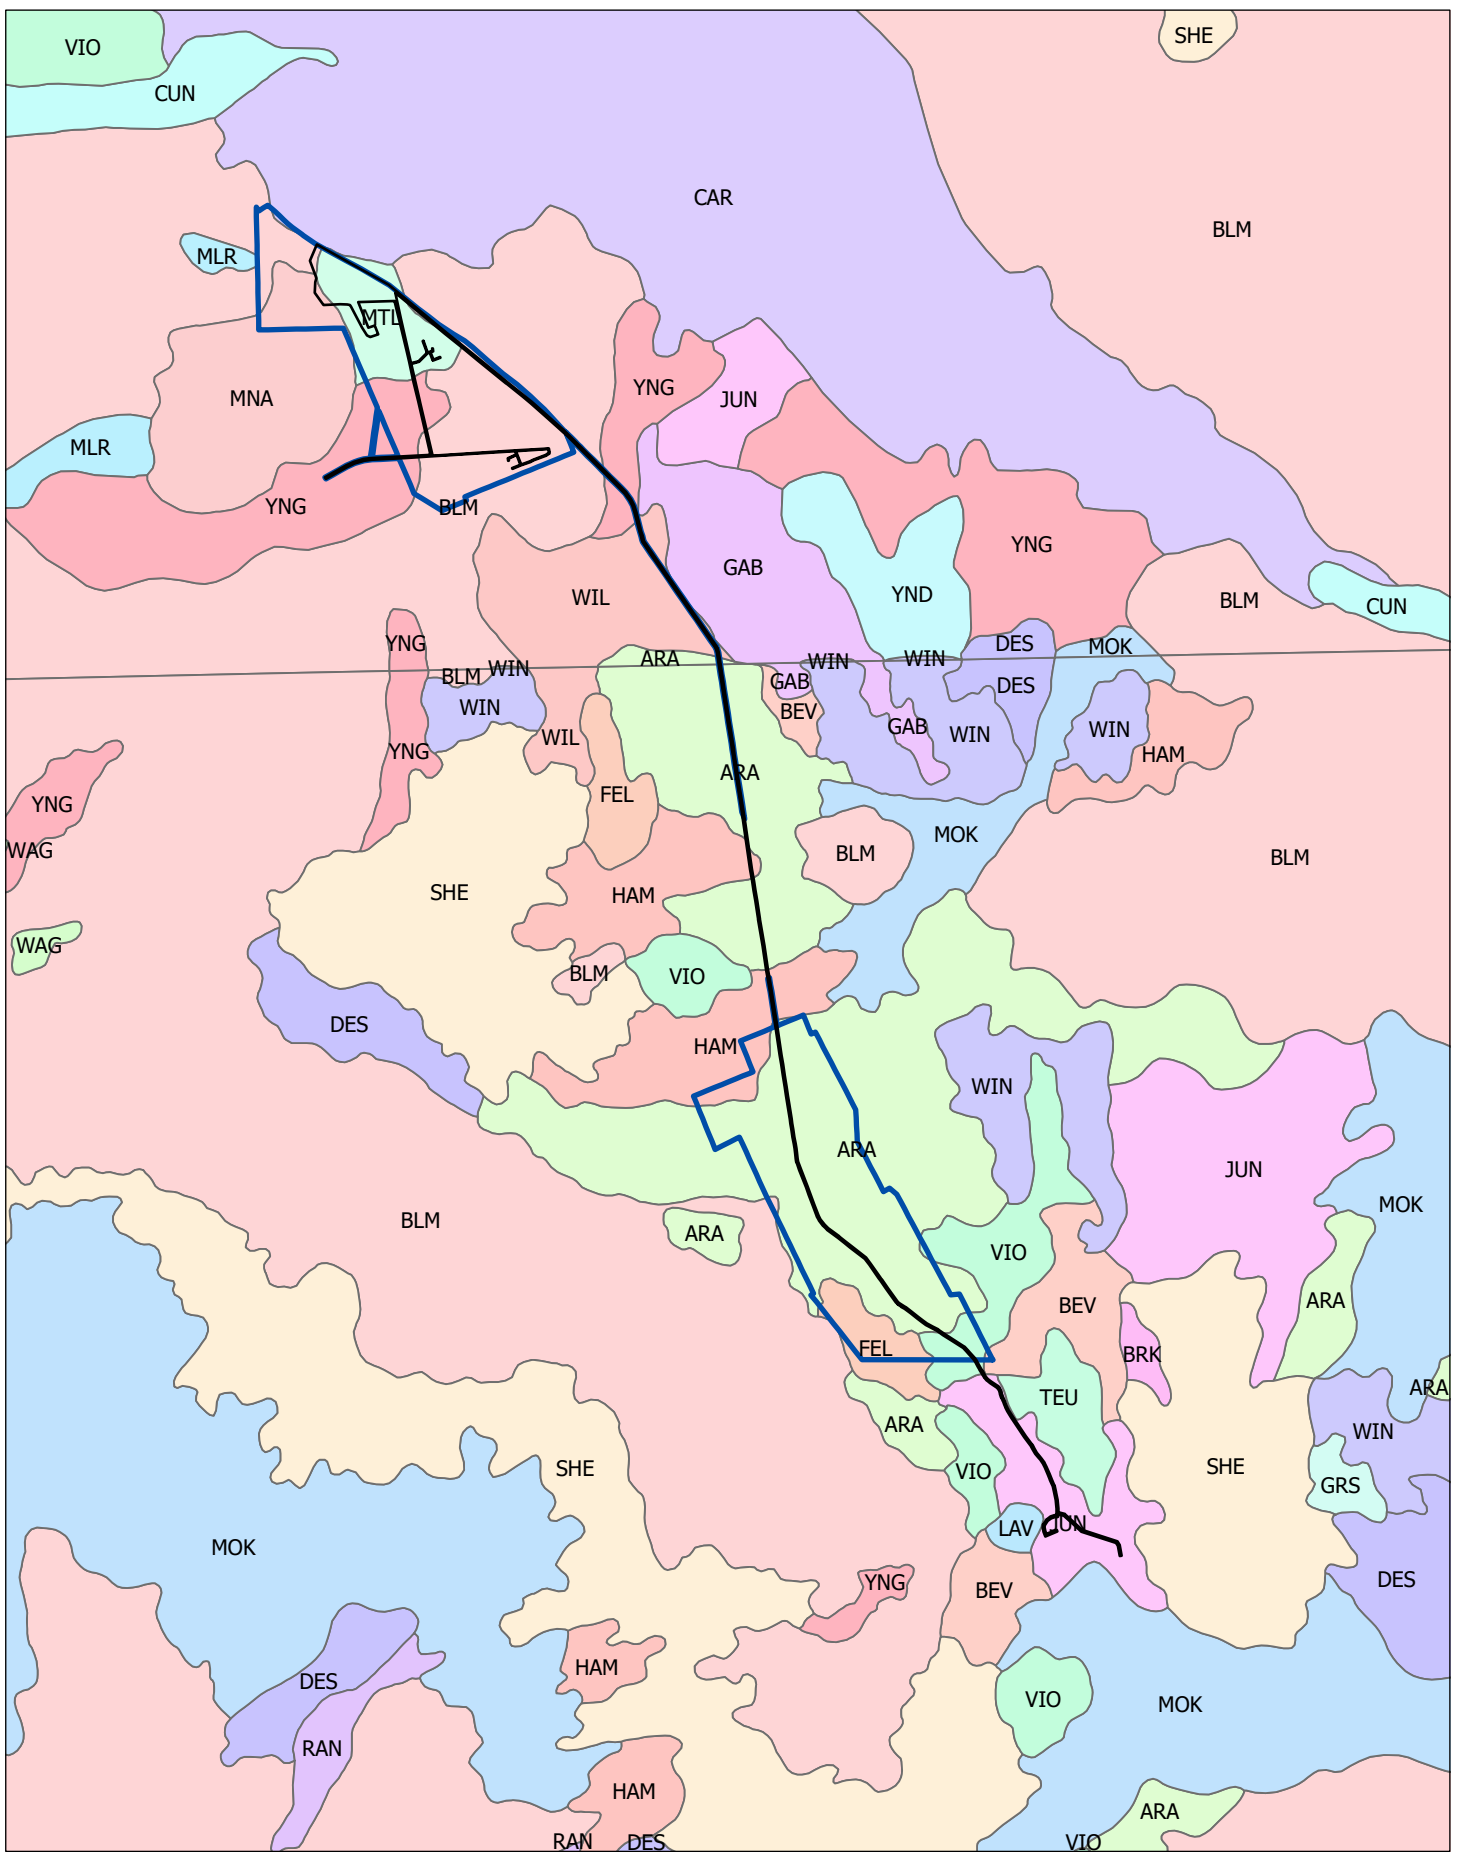 SHE
VIO
CUN
CAR
BLM
MLR
MTL
YNG
MNA
JUN
MLR
YNG
BLM
YNG
GAB
YND
WIL
BLM
CUN
YNG
DES
MOK
ARA
WIN
WIN
WIN
BLM
GAB
DES
WIN
BEV
GAB
WIN
WIN
WIL
YNG
HAM
ARA
FEL
YNG
MOK
WAG
BLM
BLM
SHE
HAM
WAG
BLM
VIO
DES
HAM
WIN
ARA
JUN
MOK
BLM
ARA
VIO
ARA
BEV
FEL
BRK
ARA
TEU
ARA
WIN
SHE
SHE
VIO
GRS
JUN
LAV
MOK
DES
YNG
BEV
HAM
DES
VIO
MOK
RAN
HAM
ARA
RAN
DES
VIO